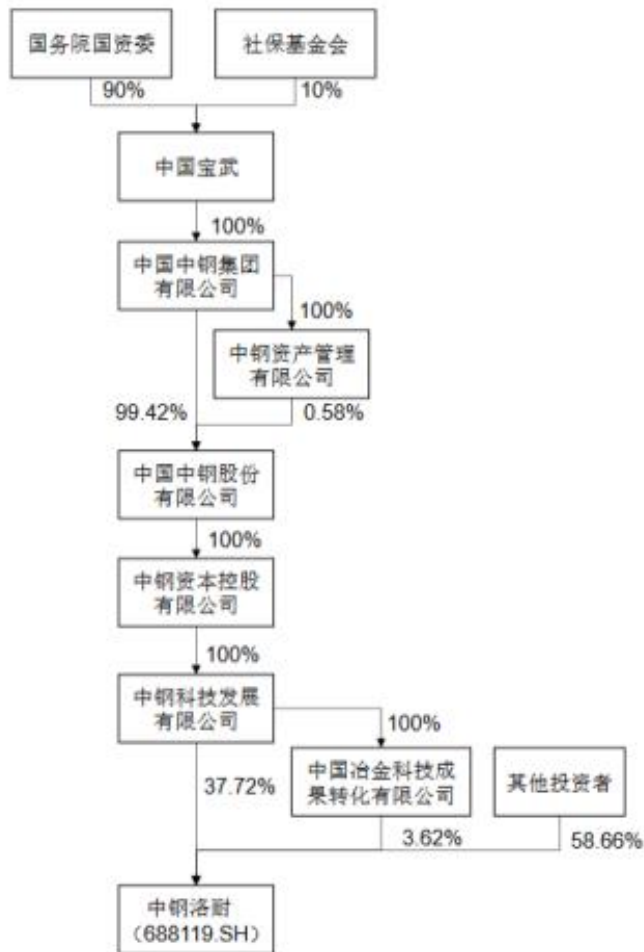 国务院国资委
社保基金会
90%
10%
中国宝武
100%
中国中钢集团
有限公司
100%
中钢资产管理
有限公司
99.42%
0.58%
中国中钢股份
有限公司
100%
中钢资本控股
有限公司
100%
中钢科技发展
有限公司
100%
37.72%
中国冶金科技成
果转化有限公司
其他投资者
3.62%
58.66%
中钢洛耐
（688119.SH）